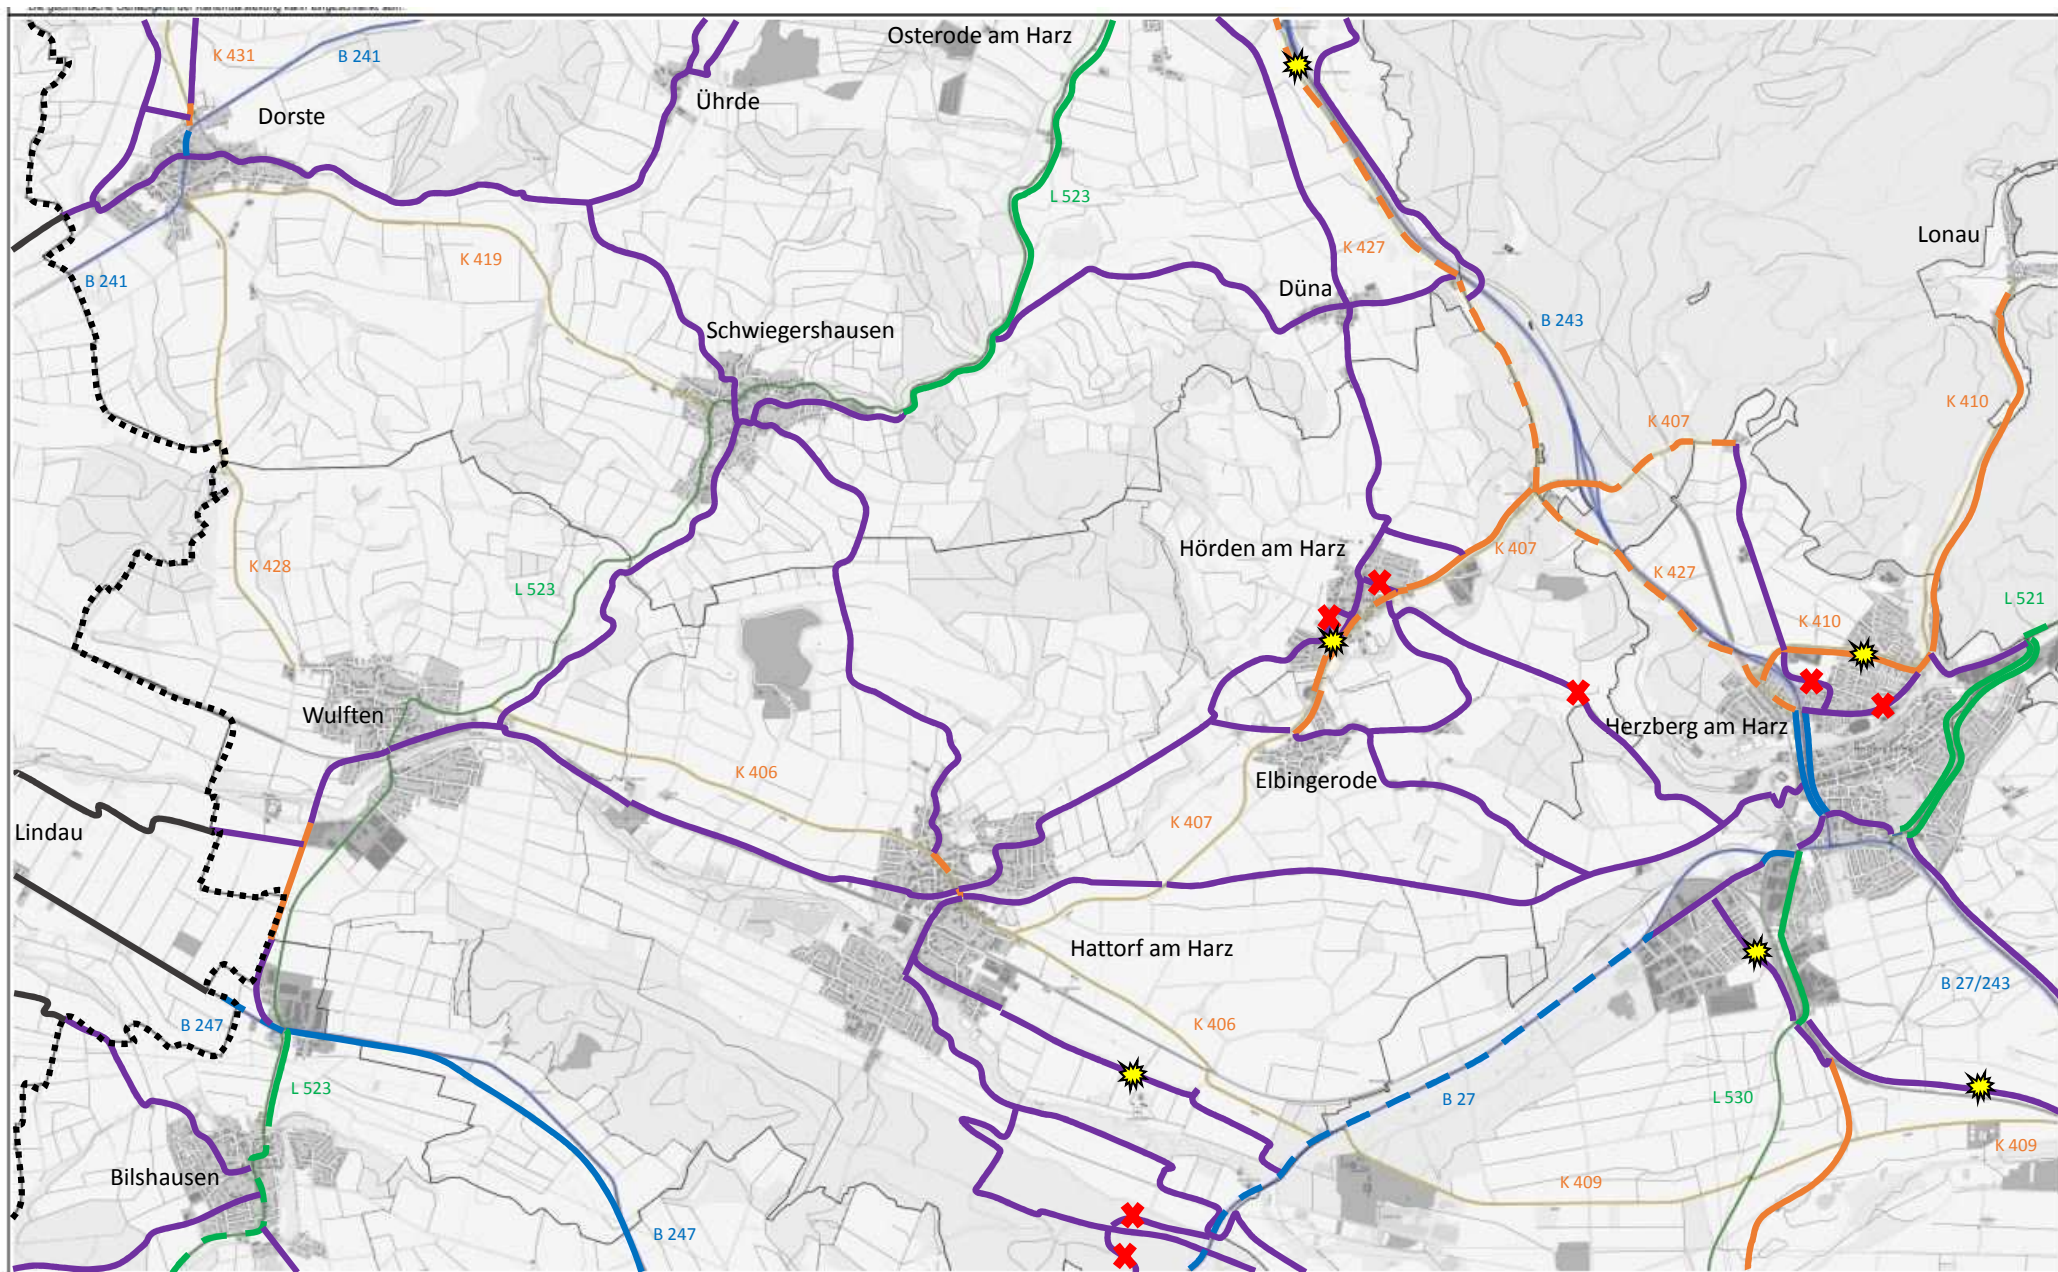 Osterode am Harz
K 431
B 241
Ührde
Dorste
L 523
Lonau
K 427
K 419
B 241
Düna
B 243
Schwiegershausen
K 410
K 407
Hörden am Harz
K 407
K 428
L 523
K 427
L 521
K 410
Wulften
Herzberg am Harz
K 406
Elbingerode
K 407
Lindau
Hattorf am Harz
B 27/243
B 247
K 406
L 523
B 27
L 530
K 409
Bilshausen
K 409
B 247